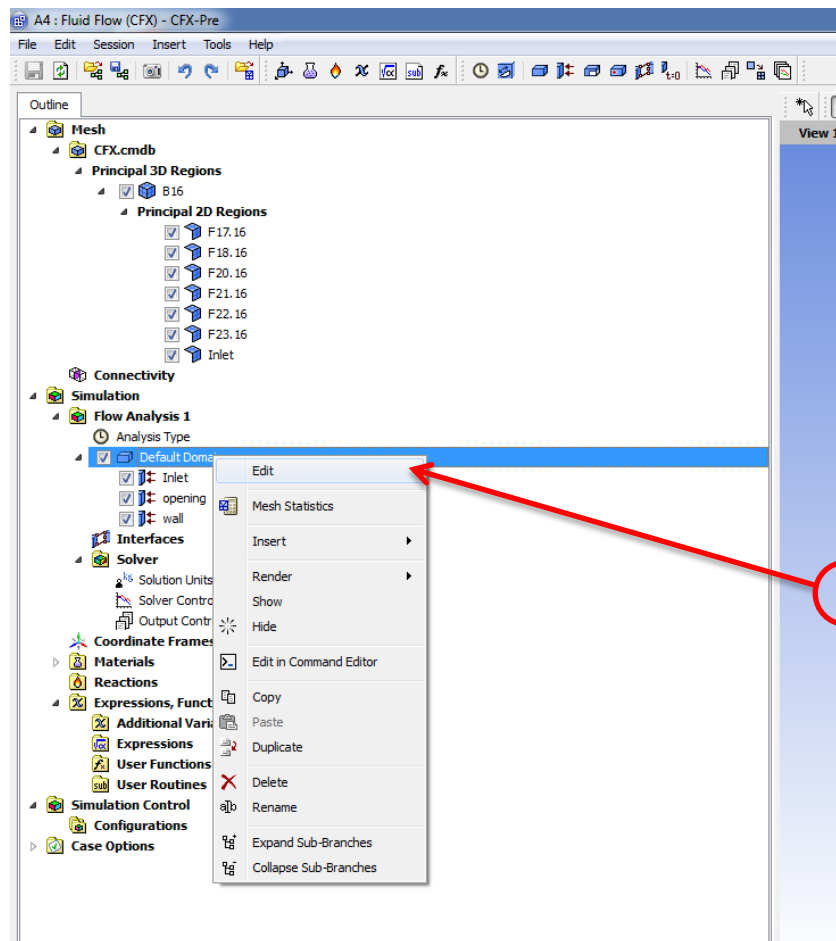 A4 : Fluid Flow (CFX) - CFX-Pre
File Edit Session Insert Tools Help
Outline
View 1
Mesh
CFX.cmdb
Principal 3D Regions
B16
Principal 2D Regions
F17.16
F18.16
F20.16
F21.16
F22.16
F23.16
Inlet
Connectivity
Simulation
Flow Analysis 1
Analysis Type
Default Domai
Inlet
opening
wall
Interfaces
Solver
Solution Units
Solver Contro
Output Contr
Coordinate Frames
Materials
Reactions
Expressions, Funct
Additional Varia
Expressions
User Functions
User Routines
Simulation Control
Configurations
Case Options
Edit
Mesh Statistics
Insert
Render
Show
Hide
Edit in Command Editor
Copy
Paste
Duplicate
Delete
Rename
Expand Sub-Branches
Collapse Sub-Branches